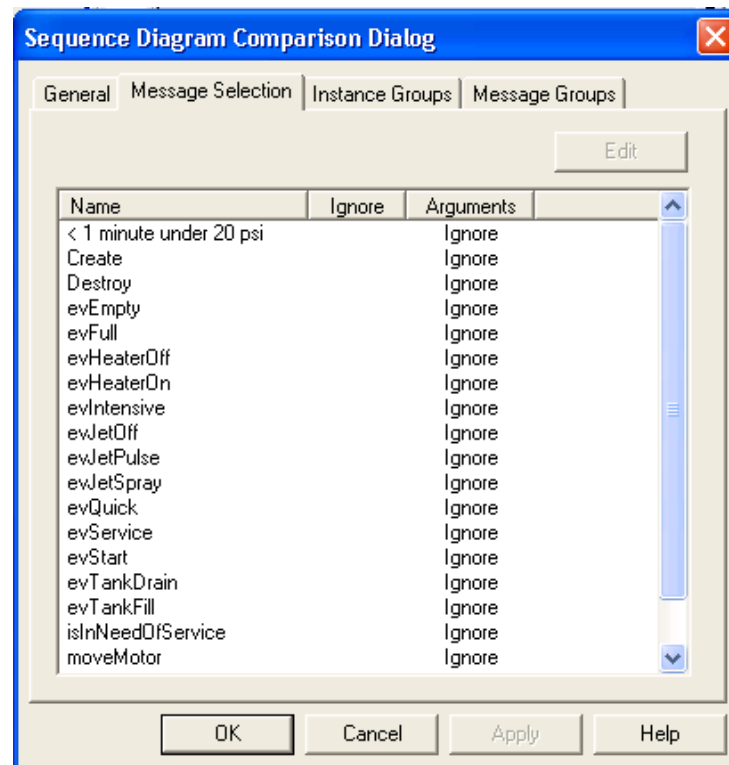 Sequence Diagram Comparison Dialog
General Message Selection Instance Groups Message Groups
Edit
Name Ignore Arguments
< 1 minute under 20 psi Ignore
Create Ignore
Destroy Ignore
evEmpty Ignore
evFull Ignore
evHeaterOff Ignore
evHeaterOn Ignore
evIntensive Ignore
evJetOff Ignore
evJetPulse Ignore
evJetSpray Ignore
evQuick Ignore
evService Ignore
evStart Ignore
evTankDrain Ignore
evTankFill Ignore
isInNeedOfService Ignore
moveMotor Ignore
OK Cancel Apply Help